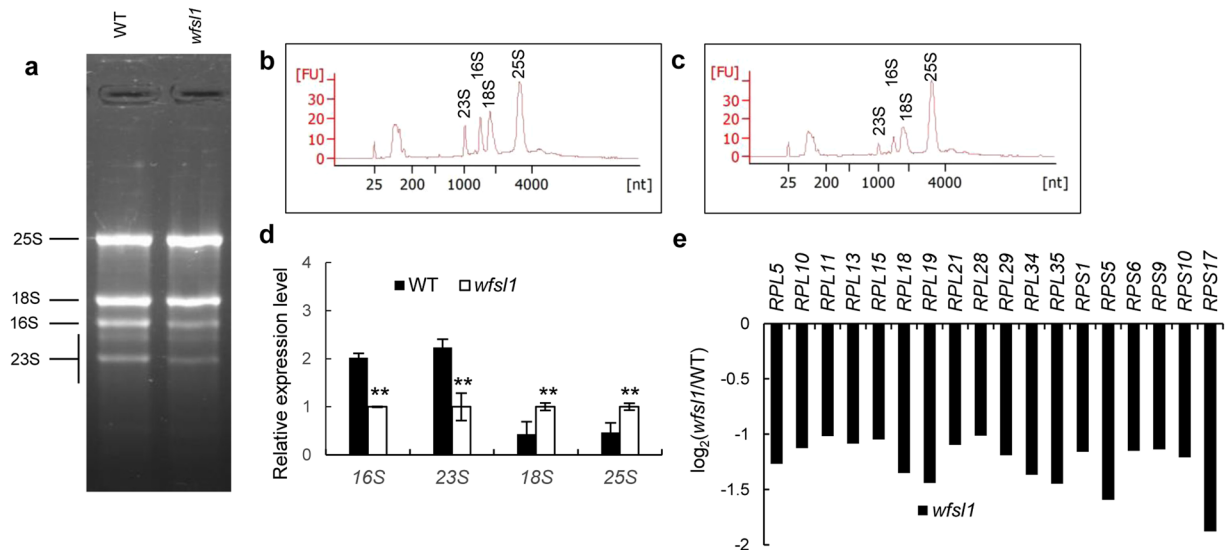 a
WT
wfsl1
25S
18S
16S
23S
b
[FU]
30
20
10
0
23S
16S
18S
25S
25
200
1000
4000
[nt]
c
[FU]
30
20
10
0
23S
16S
18S
25S
25
200
1000
4000
[nt]
d
Relative expression level
4
3
2
1
0
WT
wfsl1
**
**
**
**
16S
23S
18S
25S
e
RPL5
RPL10
RPL11
RPL13
RPL15
RPL18
RPL19
RPL21
RPL28
RPL29
RPL34
RPL35
RPS1
RPS5
RPS6
RPS9
RPS10
RPS17
log2(wfsl1/WT)
0
-0.5
-1
-1.5
-2
wfsl1